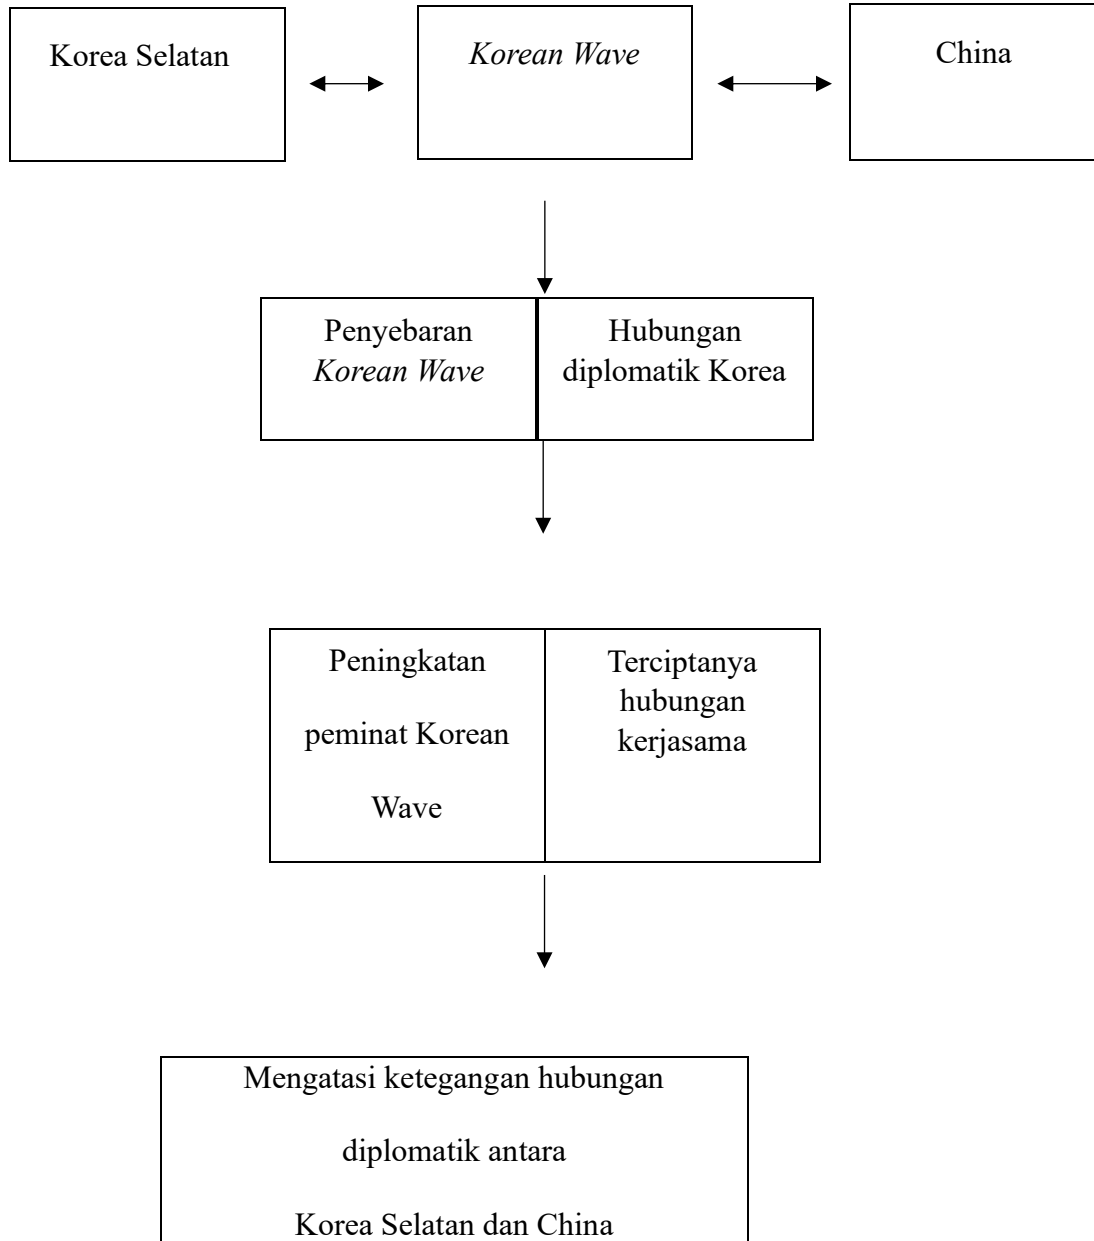 Korea Selatan
Korean Wave
China
Penyebaran
Korean Wave
Hubungan
diplomatik Korea
Peningkatan
peminat Korean
Wave
Terciptanya
hubungan
kerjasama
Mengatasi ketegangan hubungan
diplomatik antara
Korea Selatan dan China